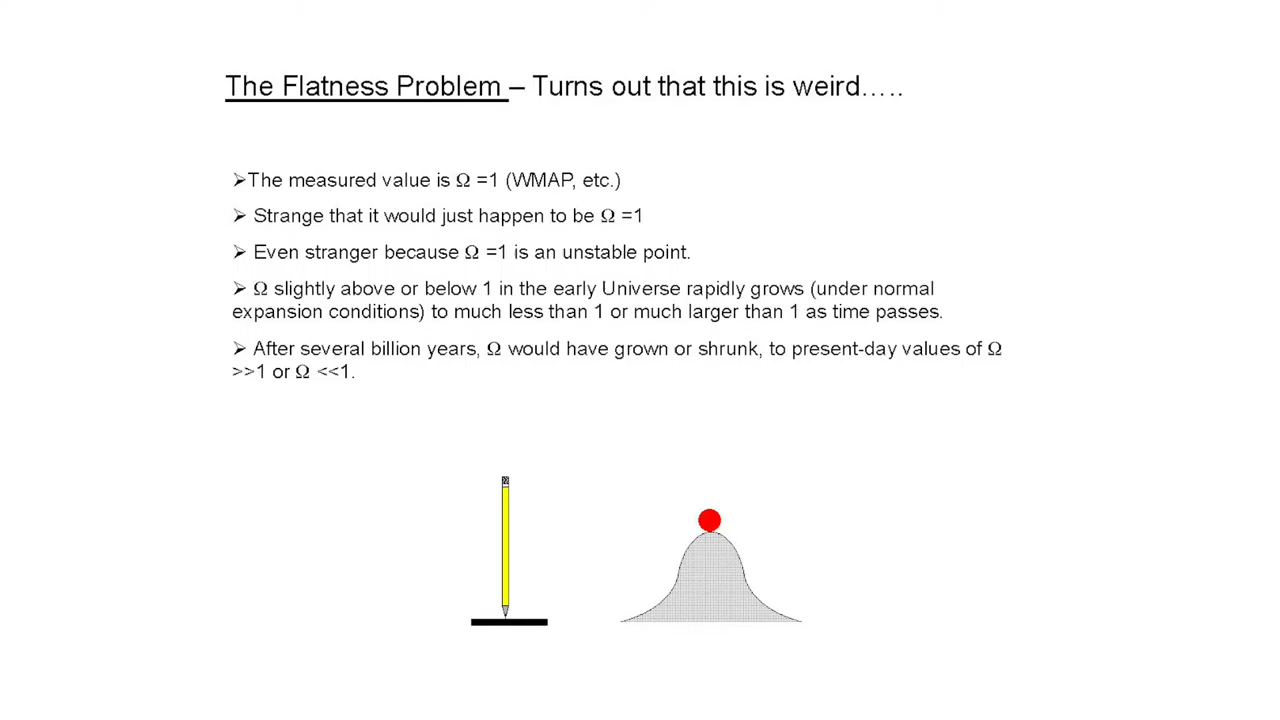 The Flatness Problem – Turns out that this is weird…..
➢The measured value is Ω =1 (WMAP, etc.)
➢ Strange that it would just happen to be Ω =1
➢ Even stranger because Ω =1 is an unstable point.
➢ Ω slightly above or below 1 in the early Universe rapidly grows (under normal
expansion conditions) to much less than 1 or much larger than 1 as time passes.
➢ After several billion years, Ω would have grown or shrunk, to present-day values of Ω
>>1 or Ω <<1.